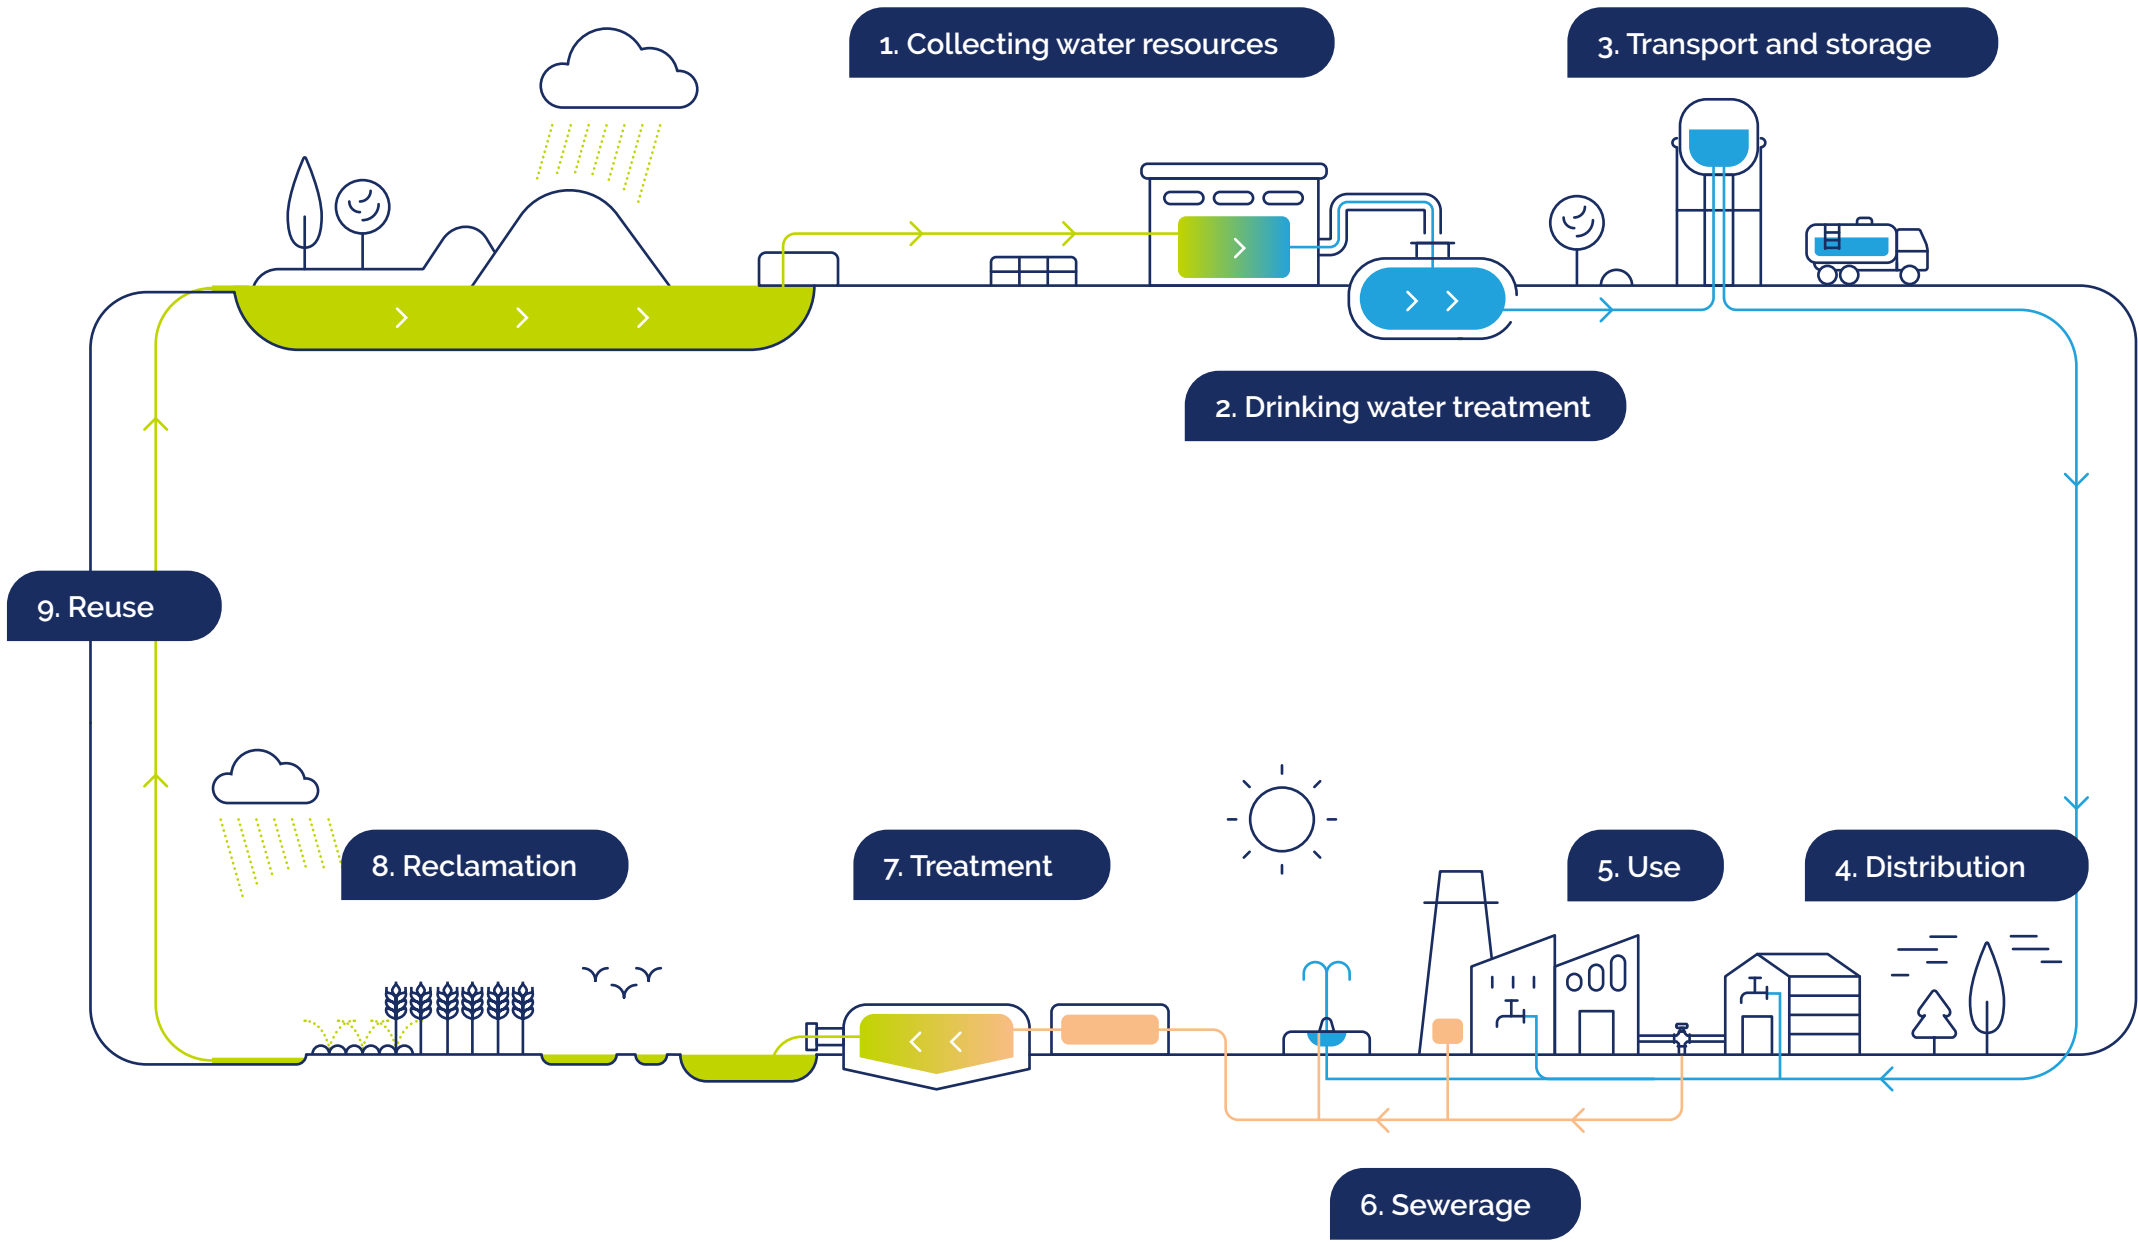 1. Collecting water resources
3. Transport and storage
2. Drinking water treatment
9. Reuse
8. Reclamation
7. Treatment
5. Use
4. Distribution
6. Sewerage